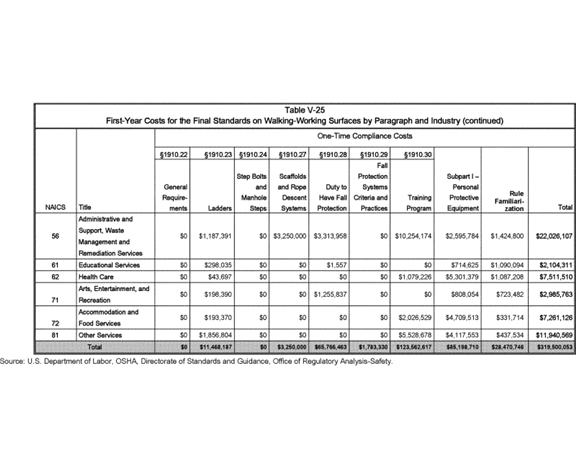 Table V-25
First-Year Costs for the Final Standards on Walking-Working Surfaces by Paragraph and Industry (continued)
One-Time Compliance Costs
§1910.22 §1910.23 §1910.24 §1910.27 §1910.28 §1910.29 §1910.30
NAICS Title General Require-ments Ladders Step Bolts and Manhole Steps Scaffolds and Rope Descent Systems Duty to Have Fall Protection Fall Protection Systems Criteria and Practices Training Program Subpart I – Personal Protective Equipment Rule Familiari-zation Total
56 Administrative and Support, Waste Management and Remediation Services $0 $1,187,391 $0 $3,250,000 $3,313,958 $0 $10,254,174 $2,595,784 $1,424,800 $22,026,107
61 Educational Services $0 $298,035 $0 $0 $1,557 $0 $0 $714,625 $1,090,094 $2,104,311
62 Health Care $0 $43,697 $0 $0 $0 $0 $1,079,226 $5,301,379 $1,087,208 $7,511,510
71 Arts, Entertainment, and Recreation $0 $198,390 $0 $0 $1,255,837 $0 $0 $808,054 $723,482 $2,985,763
72 Accommodation and Food Services $0 $193,370 $0 $0 $0 $0 $2,026,529 $4,709,513 $331,714 $7,261,126
81 Other Services $0 $1,856,804 $0 $0 $0 $0 $5,528,678 $4,117,553 $437,534 $11,940,569
Total $0 $11,468,187 $0 $3,250,000 $65,766,463 $1,783,330 $123,562,617 $85,198,710 $28,470,746 $319,500,053
Source: U.S. Department of Labor, OSHA, Directorate of Standards and Guidance, Office of Regulatory Analysis-Safety.